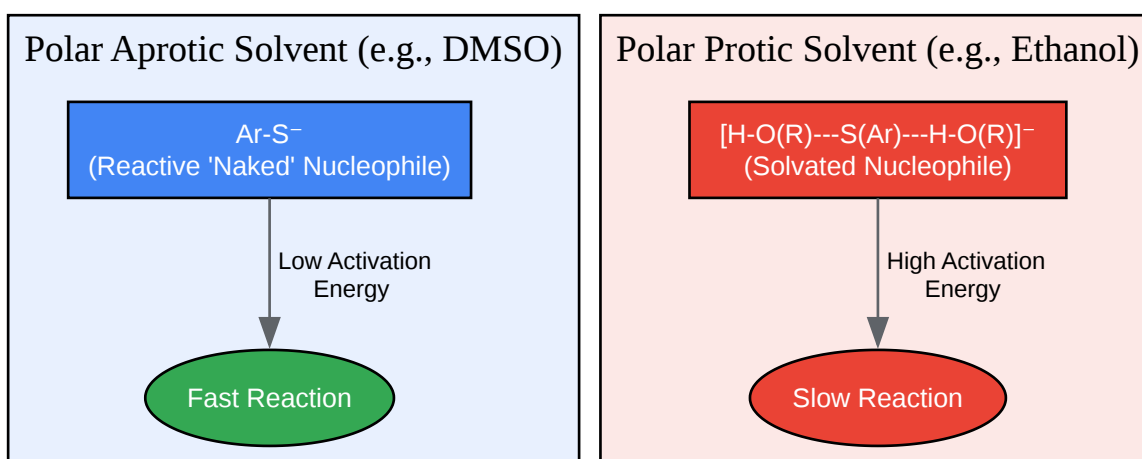 Polar Aprotic Solvent (e.g., DMSO)
Ar-S⁻
(Reactive 'Naked' Nucleophile)
Low Activation
Energy
Fast Reaction
Polar Protic Solvent (e.g., Ethanol)
[H-O(R)---S(Ar)---H-O(R)]⁻
(Solvated Nucleophile)
High Activation
Energy
Slow Reaction